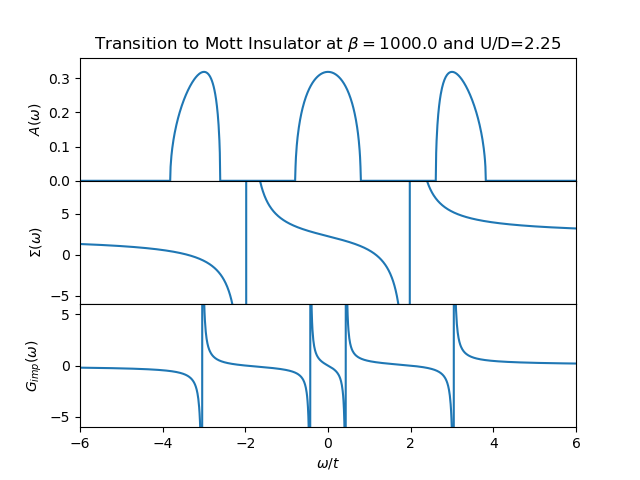 Transition to Mott Insulator at β = 1000.0 and U/D=2.25
A(ω)
0.3
0.2
0.1
0.0
Σ(ω)
5
0
−5
G_imp(ω)
5
0
−5
−6 −4 −2 0 2 4 6
ω/t